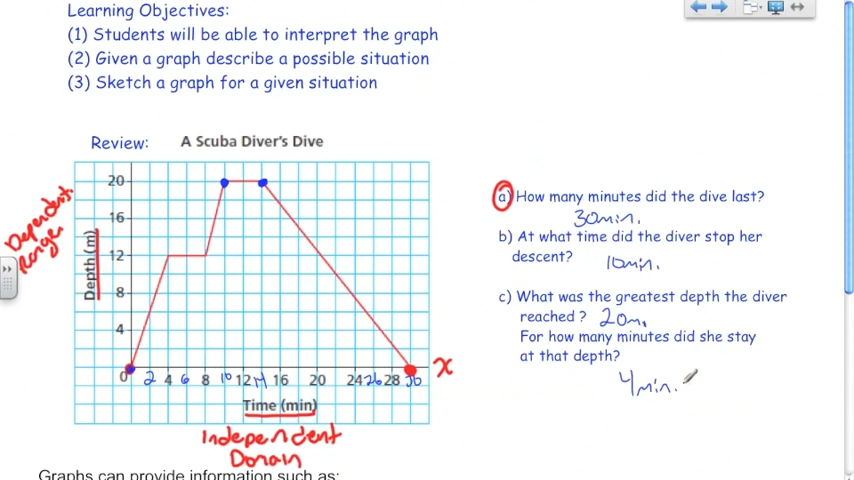 Learning Objectives:
(1) Students will be able to interpret the graph
(2) Given a graph describe a possible situation
(3) Sketch a graph for a given situation
Review: A Scuba Diver's Dive
20
16
12
8
4
0 2 4 6 8 10 12 14 16 20 24 26 28 30
Depth (m)
Dependent
Range
x
Time (min)
Independent
Domain
a) How many minutes did the dive last?
30min.
b) At what time did the diver stop her
descent? 10min.
c) What was the greatest depth the diver
reached ? 20m.
For how many minutes did she stay
at that depth?
4min.
Graphs can provide information such as: